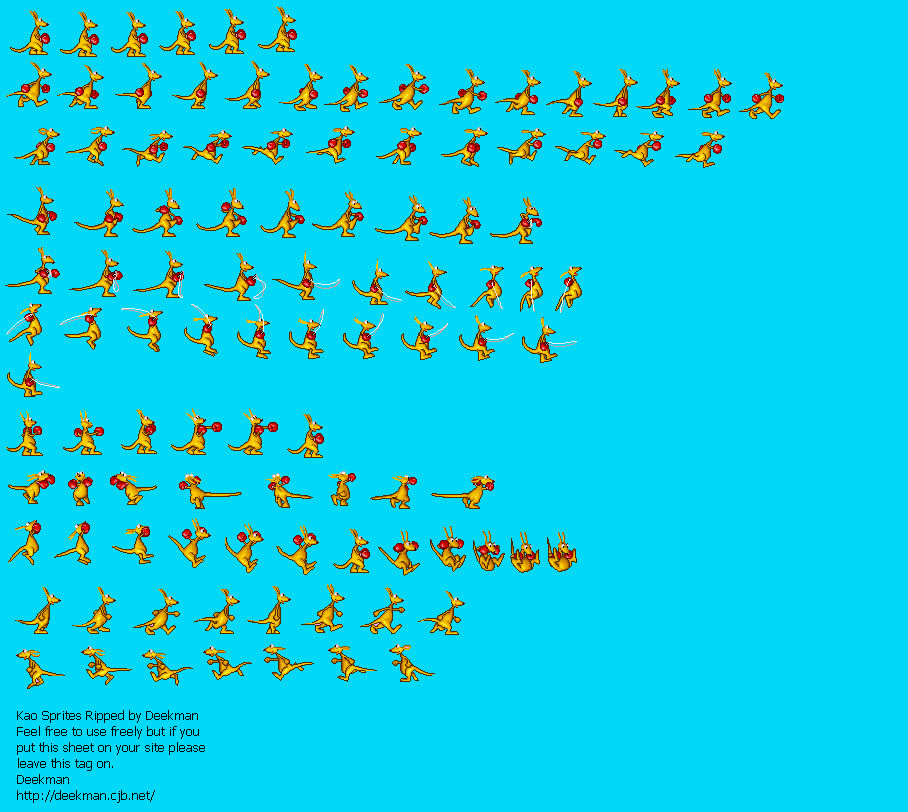 Kao Sprites Ripped by Deekman
Feel free to use freely but if you
put this sheet on your site please
leave this tag on.
Deekman
http://deekman.cjb.net/